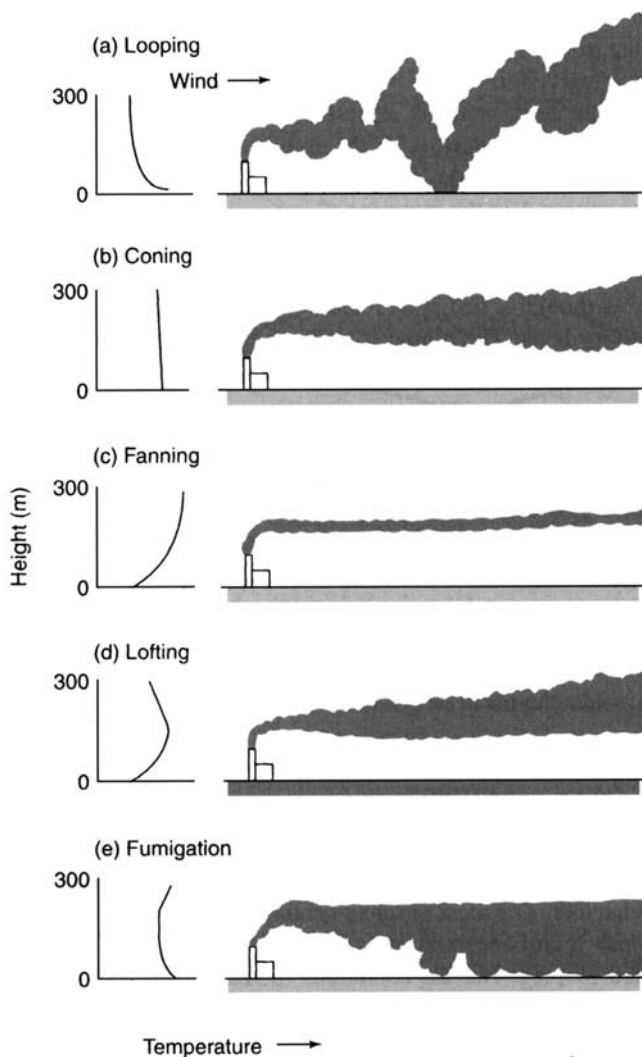 (a) Looping
Wind
300
0
(b) Coning
300
0
(c) Fanning
300
0
Height (m)
(d) Lofting
300
0
(e) Fumigation
300
0
Temperature